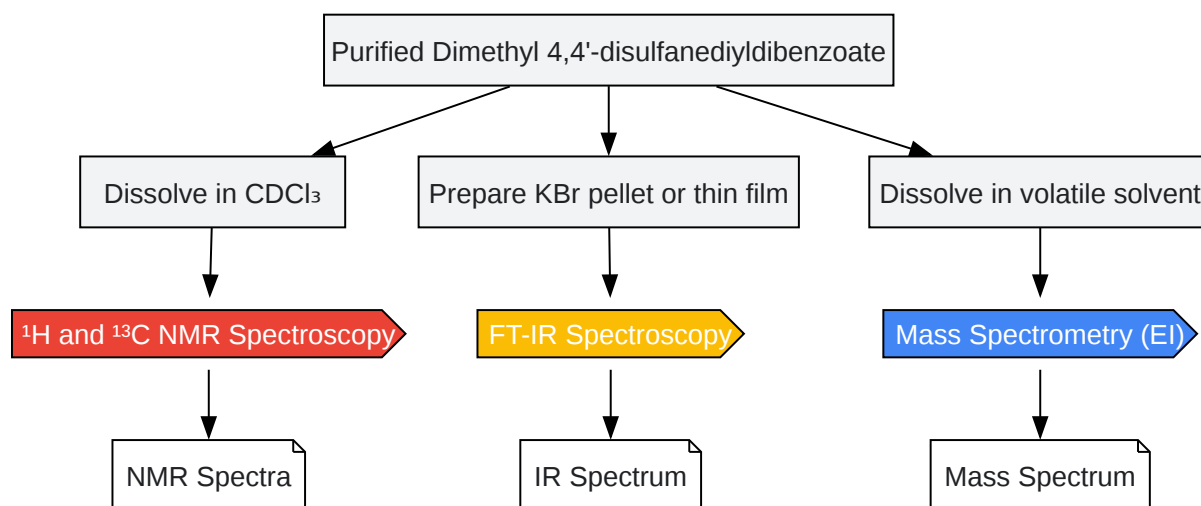 Purified Dimethyl 4,4'-disulfanediyldibenzoate
Dissolve in CDCl₃
Prepare KBr pellet or thin film
Dissolve in volatile solvent
¹H and ¹³C NMR Spectroscopy
FT-IR Spectroscopy
Mass Spectrometry (EI)
NMR Spectra
IR Spectrum
Mass Spectrum